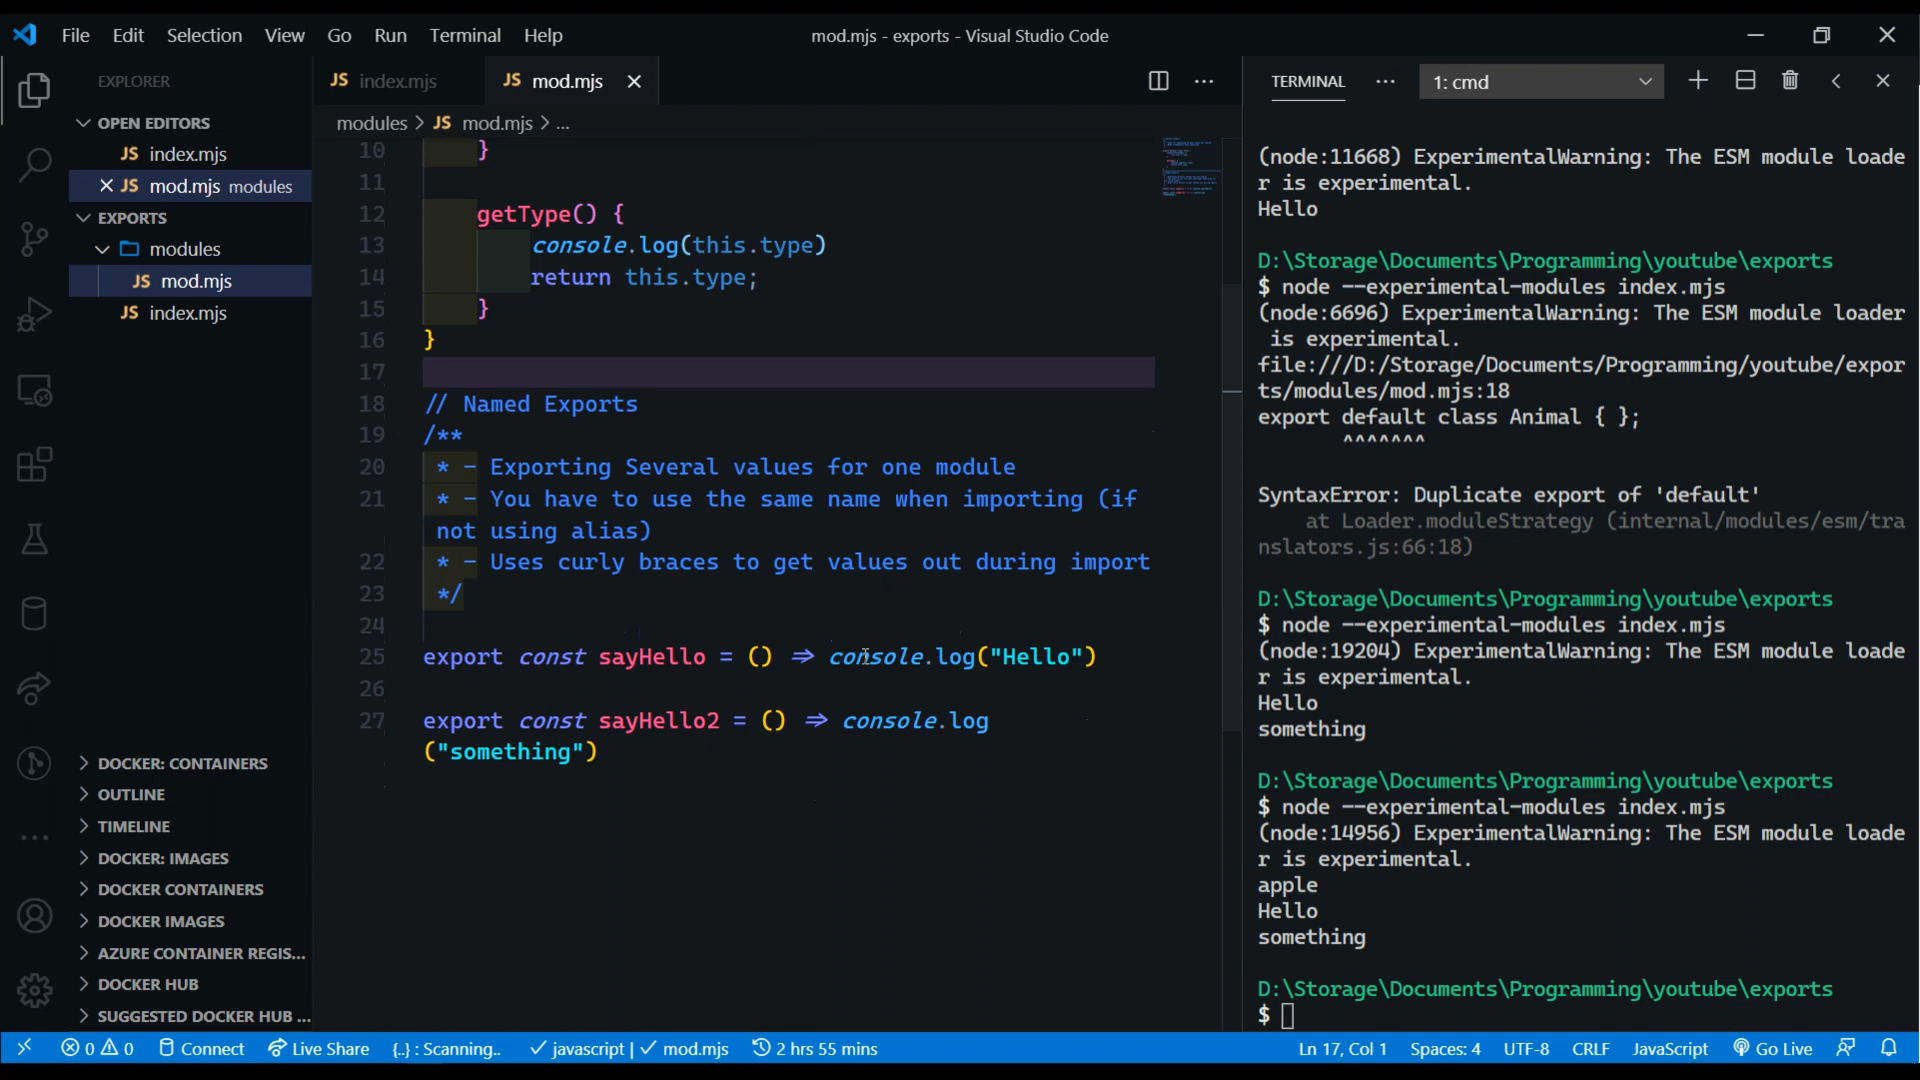 File Edit Selection View Go Run Terminal Help
mod.mjs - exports - Visual Studio Code
EXPLORER
OPEN EDITORS
JS index.mjs
JS mod.mjs modules
EXPORTS
modules
JS mod.mjs
JS index.mjs
DOCKER: CONTAINERS
OUTLINE
TIMELINE
DOCKER: IMAGES
DOCKER CONTAINERS
DOCKER IMAGES
AZURE CONTAINER REGIS...
DOCKER HUB
SUGGESTED DOCKER HUB ...
JS index.mjs JS mod.mjs
modules > JS mod.mjs > ...
10 }
11
12 getType() {
13 console.log(this.type)
14 return this.type;
15 }
16 }
17
18 // Named Exports
19 /**
20 * - Exporting Several values for one module
21 * - You have to use the same name when importing (if
not using alias)
22 * - Uses curly braces to get values out during import
23 */
24
25 export const sayHello = () => console.log("Hello")
26
27 export const sayHello2 = () => console.log
("something")
TERMINAL 1: cmd
(node:11668) ExperimentalWarning: The ESM module loade
r is experimental.
Hello
D:\Storage\Documents\Programming\youtube\exports
$ node --experimental-modules index.mjs
(node:6696) ExperimentalWarning: The ESM module loader
is experimental.
file:///D:/Storage/Documents/Programming/youtube/expor
ts/modules/mod.mjs:18
export default class Animal { };
^^^^^^^
SyntaxError: Duplicate export of 'default'
at Loader.moduleStrategy (internal/modules/esm/tra
nslators.js:66:18)
D:\Storage\Documents\Programming\youtube\exports
$ node --experimental-modules index.mjs
(node:19204) ExperimentalWarning: The ESM module loade
r is experimental.
Hello
something
D:\Storage\Documents\Programming\youtube\exports
$ node --experimental-modules index.mjs
(node:14956) ExperimentalWarning: The ESM module loade
r is experimental.
apple
Hello
something
D:\Storage\Documents\Programming\youtube\exports
$
0 0 Connect Live Share {..} : Scanning.. javascript | mod.mjs 2 hrs 55 mins Ln 17, Col 1 Spaces: 4 UTF-8 CRLF JavaScript Go Live